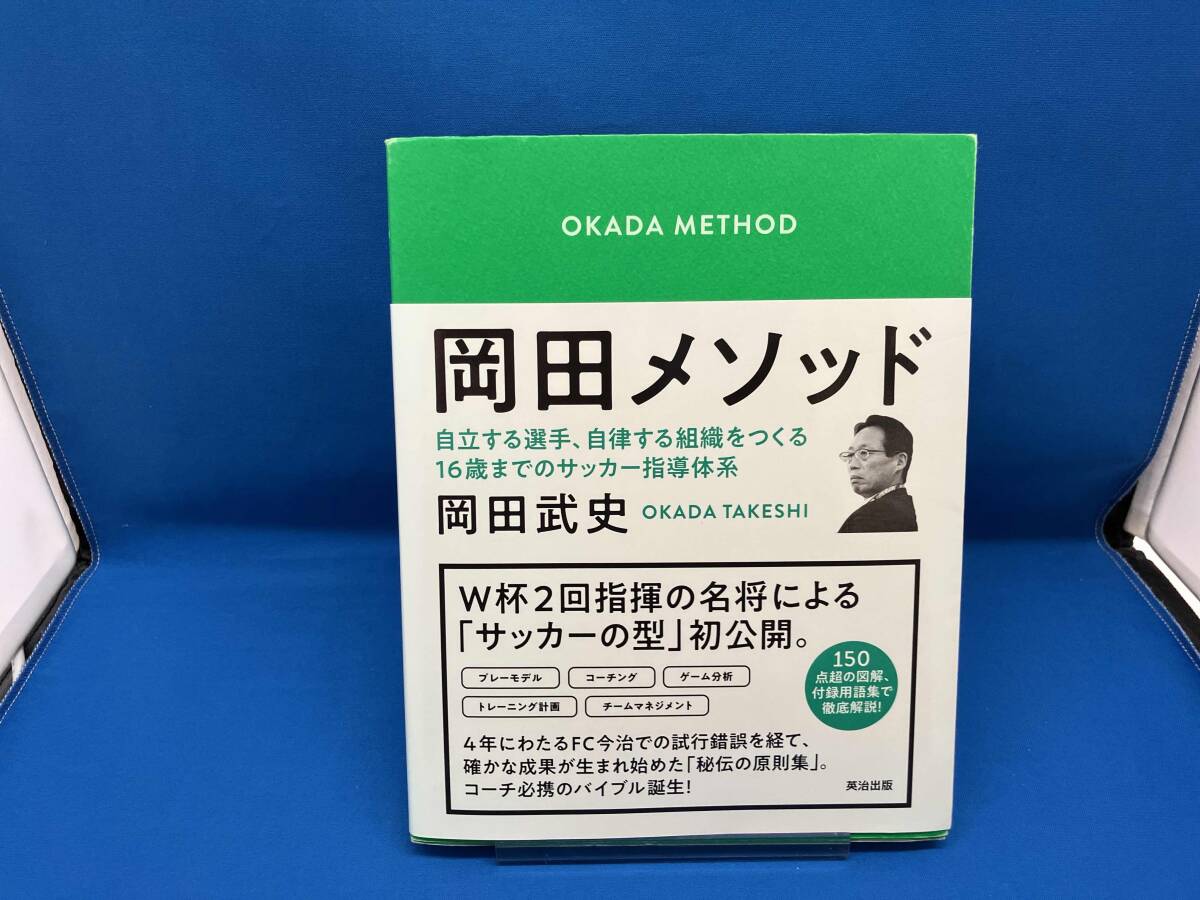 OKADA METHOD
岡田メソッド
自立する選手、自律する組織をつくる
16歳までのサッカー指導体系
岡田武史 OKADA TAKESHI
W杯2回指揮の名将による
「サッカーの型」初公開。
プレーモデル コーチング ゲーム分析
トレーニング計画 チームマネジメント
150
点超の図解、
付録用語集で
徹底解説!
4年にわたるFC今治での試行錯誤を経て、
確かな成果が生まれ始めた「秘伝の原則集」。
コーチ必携のバイブル誕生!
英治出版